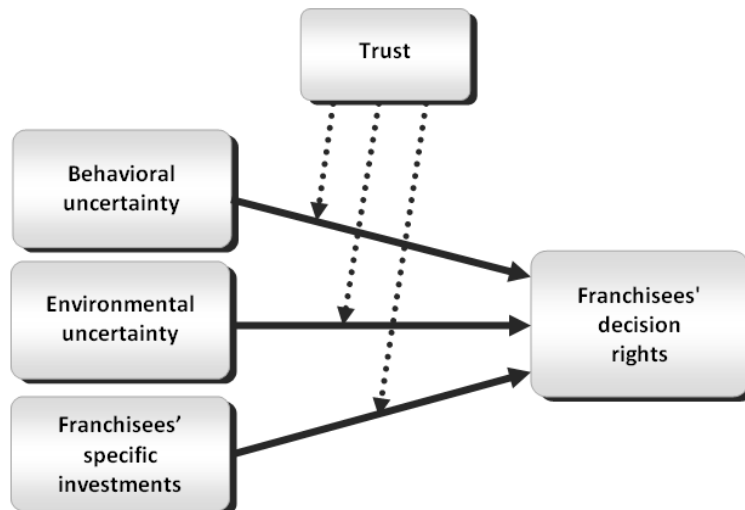 Trust
Behavioral
uncertainty
Environmental
uncertainty
Franchisees'
decision
rights
Franchisees’
specific
investments